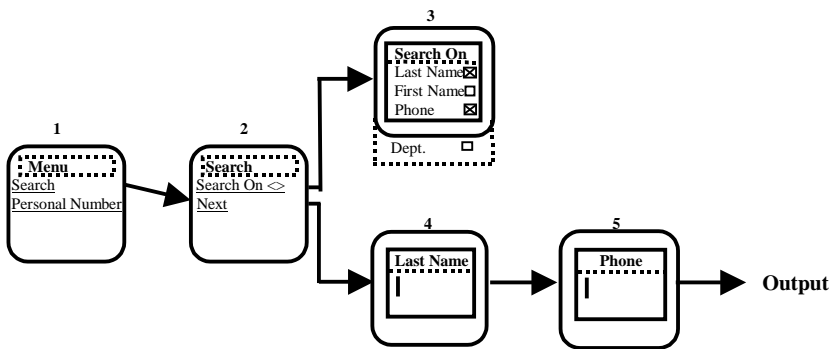 3
Search On
Last Name
First Name
Phone
Dept.
1
Menu
Search
Personal Number
2
Search
Search On <>
Next
4
Last Name
5
Phone
Output